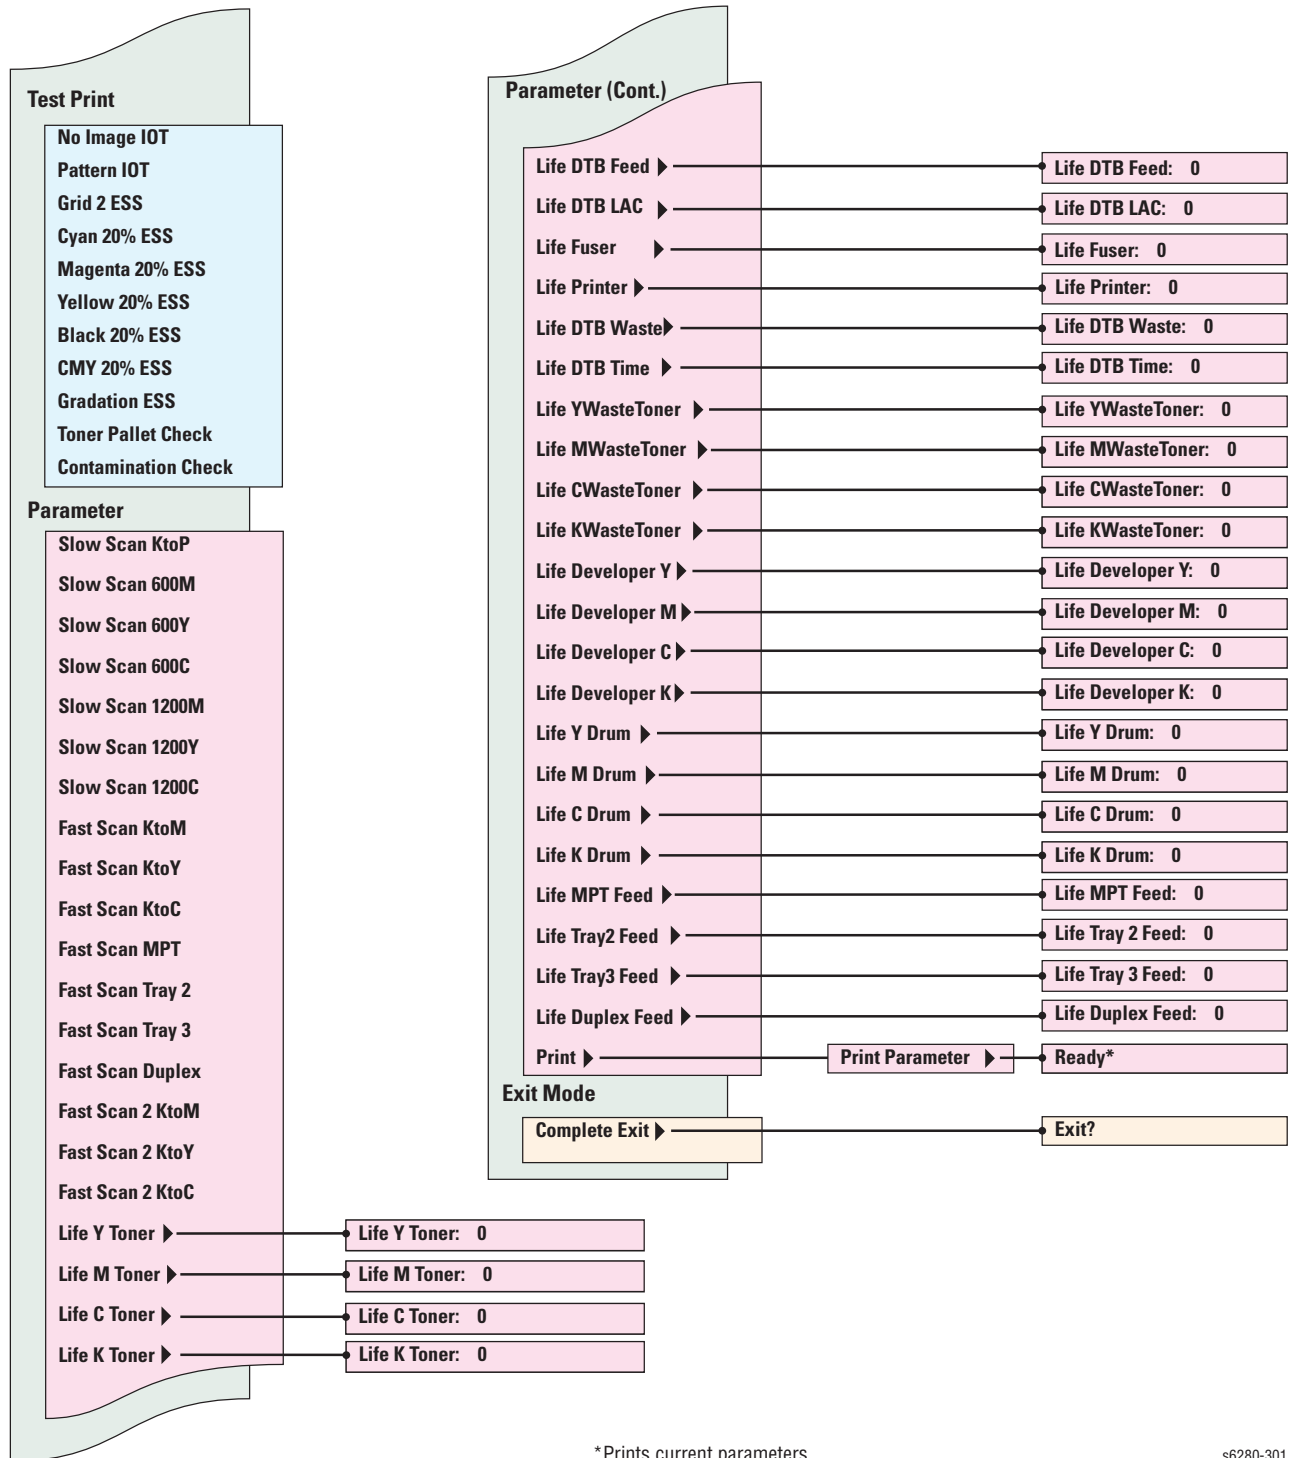 Test Print
No Image IOT
Pattern IOT
Grid 2 ESS
Cyan 20% ESS
Magenta 20% ESS
Yellow 20% ESS
Black 20% ESS
CMY 20% ESS
Gradation ESS
Toner Pallet Check
Contamination Check
Parameter
Slow Scan KtoP
Slow Scan 600M
Slow Scan 600Y
Slow Scan 600C
Slow Scan 1200M
Slow Scan 1200Y
Slow Scan 1200C
Fast Scan KtoM
Fast Scan KtoY
Fast Scan KtoC
Fast Scan MPT
Fast Scan Tray 2
Fast Scan Tray 3
Fast Scan Duplex
Fast Scan 2 KtoM
Fast Scan 2 KtoY
Fast Scan 2 KtoC
Life Y Toner Life Y Toner: 0
Life M Toner Life M Toner: 0
Life C Toner Life C Toner: 0
Life K Toner Life K Toner: 0
Parameter (Cont.)
Life DTB Feed Life DTB Feed: 0
Life DTB LAC Life DTB LAC: 0
Life Fuser Life Fuser: 0
Life Printer Life Printer: 0
Life DTB Waste Life DTB Waste: 0
Life DTB Time Life DTB Time: 0
Life YWasteToner Life YWasteToner: 0
Life MWasteToner Life MWasteToner: 0
Life CWasteToner Life CWasteToner: 0
Life KWasteToner Life KWasteToner: 0
Life Developer Y Life Developer Y: 0
Life Developer M Life Developer M: 0
Life Developer C Life Developer C: 0
Life Developer K Life Developer K: 0
Life Y Drum Life Y Drum: 0
Life M Drum Life M Drum: 0
Life C Drum Life C Drum: 0
Life K Drum Life K Drum: 0
Life MPT Feed Life MPT Feed: 0
Life Tray2 Feed Life Tray 2 Feed: 0
Life Tray3 Feed Life Tray 3 Feed: 0
Life Duplex Feed Life Duplex Feed: 0
Print Print Parameter Ready*
Exit Mode
Complete Exit Exit?
*Prints current parameters
s6280-301